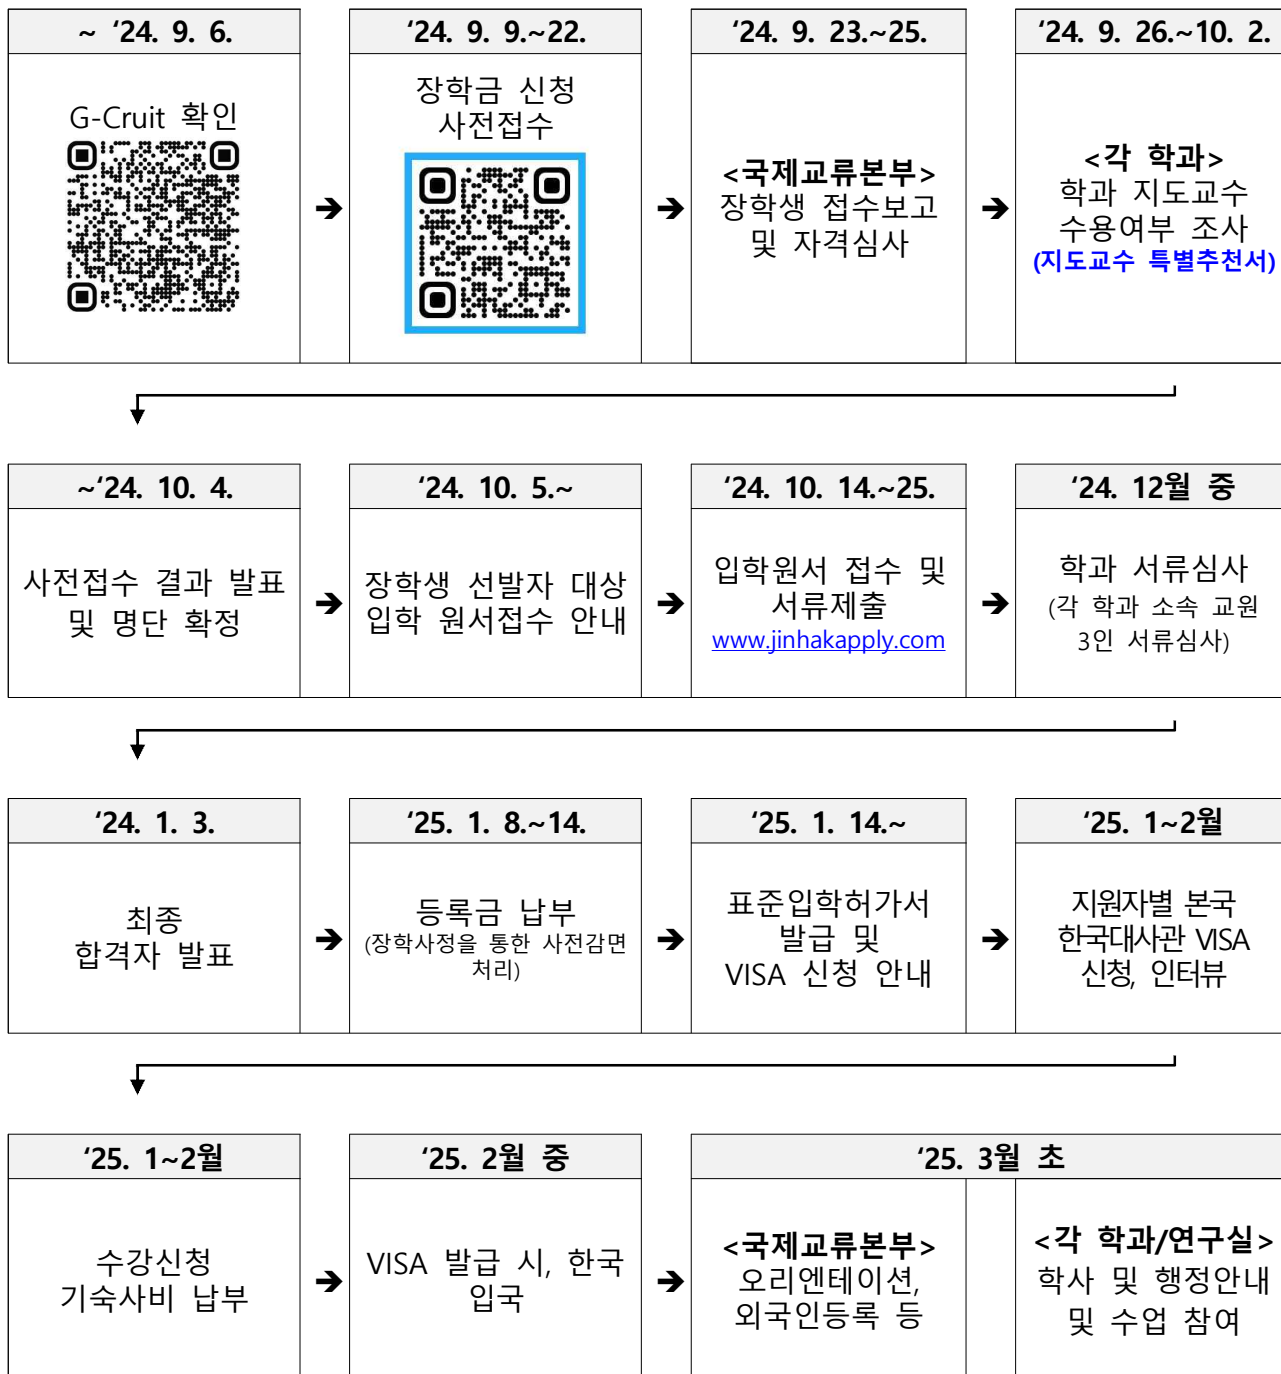 ~ ‘24. 9. 6.
G-Cruit 확인
‘24. 9. 9.~22.
장학금 신청
사전접수
‘24. 9. 23.~25.
<국제교류본부>
장학생 접수보고
및 자격심사
‘24. 9. 26.~10. 2.
<각 학과>
학과 지도교수
수용여부 조사
(지도교수 특별추천서)
~‘24. 10. 4.
사전접수 결과 발표
및 명단 확정
‘24. 10. 5.~
장학생 선발자 대상
입학 원서접수 안내
‘24. 10. 14.~25.
입학원서 접수 및
서류제출
www.jinhakapply.com
‘24. 12월 중
학과 서류심사
(각 학과 소속 교원
3인 서류심사)
‘24. 1. 3.
최종
합격자 발표
‘25. 1. 8.~14.
등록금 납부
(장학사정을 통한 사전감면
처리)
‘25. 1. 14.~
표준입학허가서
발급 및
VISA 신청 안내
‘25. 1~2월
지원자별 본국
한국대사관 VISA
신청, 인터뷰
‘25. 1~2월
수강신청
기숙사비 납부
‘25. 2월 중
VISA 발급 시, 한국
입국
‘25. 3월 초
<국제교류본부>
오리엔테이션,
외국인등록 등
<각 학과/연구실>
학사 및 행정안내
및 수업 참여